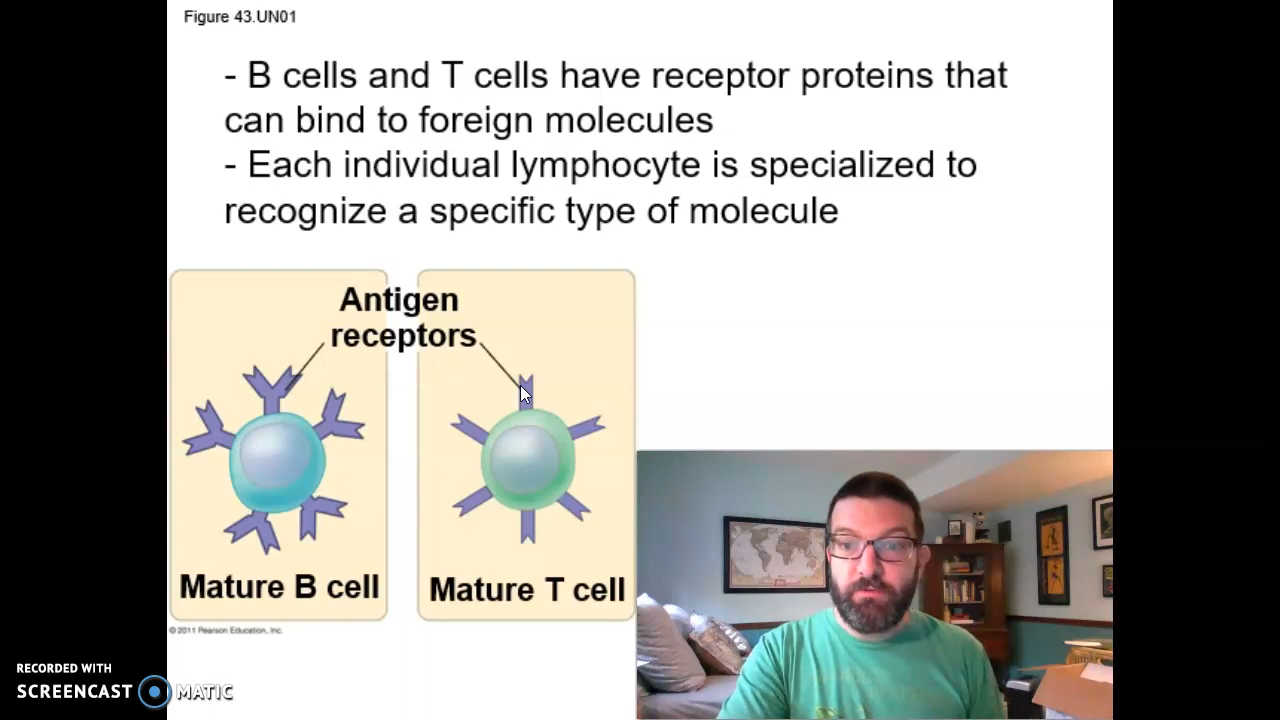 Figure 43.UN01
- B cells and T cells have receptor proteins that
can bind to foreign molecules
- Each individual lymphocyte is specialized to
recognize a specific type of molecule
Antigen
receptors
Mature B cell
Mature T cell
© 2011 Pearson Education, Inc.
RECORDED WITH
SCREENCAST MATIC